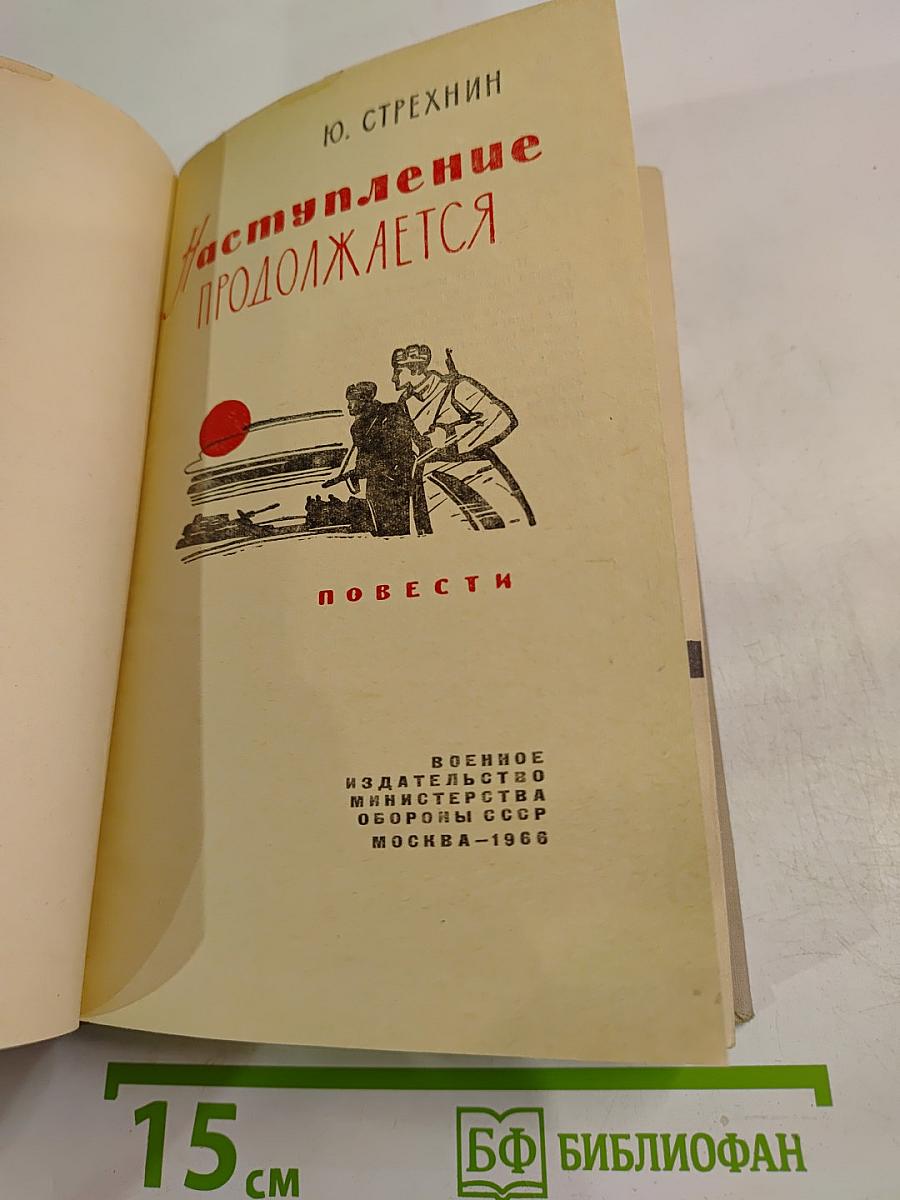 Ю. СТРЕХНИН
Наступление
ПРОДОЛЖАЕТСЯ
ПОВЕСТИ
ВОЕННОЕ
ИЗДАТЕЛЬСТВО
МИНИСТЕРСТВА
ОБОРОНЫ СССР
МОСКВА—1966
15 см
БФ БИБЛИОФАН